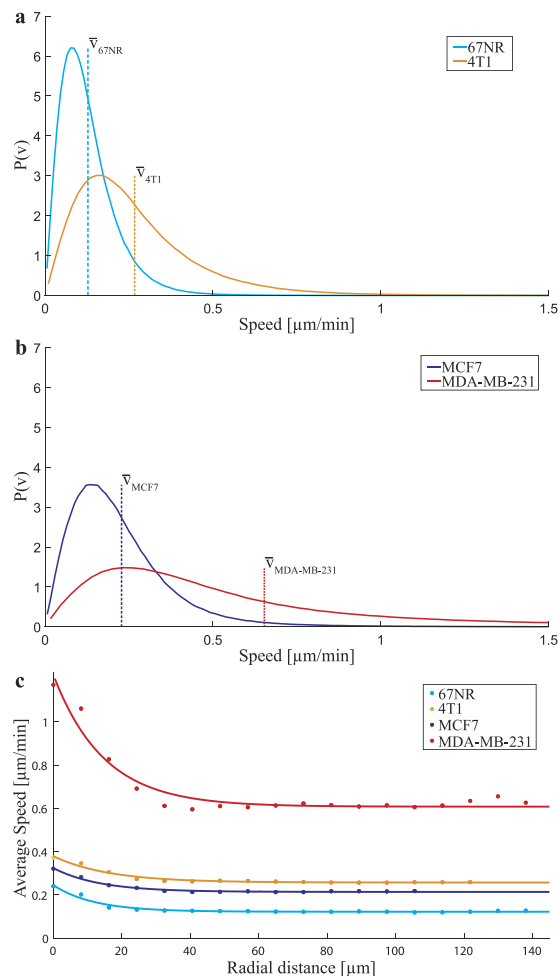 a
7
6
5
4
3
2
1
0
P(v)
v̅67NR
v̅4T1
67NR
4T1
0 0.5 1 1.5
Speed [µm/min]
b
7
6
5
4
3
2
1
0
P(v)
v̅MCF7
v̅MDA-MB-231
MCF7
MDA-MB-231
0 0.5 1 1.5
Speed [µm/min]
c
1
0.8
0.6
0.4
0.2
0
Average Speed [µm/min]
67NR
4T1
MCF7
MDA-MB-231
0 20 40 60 80 100 120 140
Radial distance [µm]